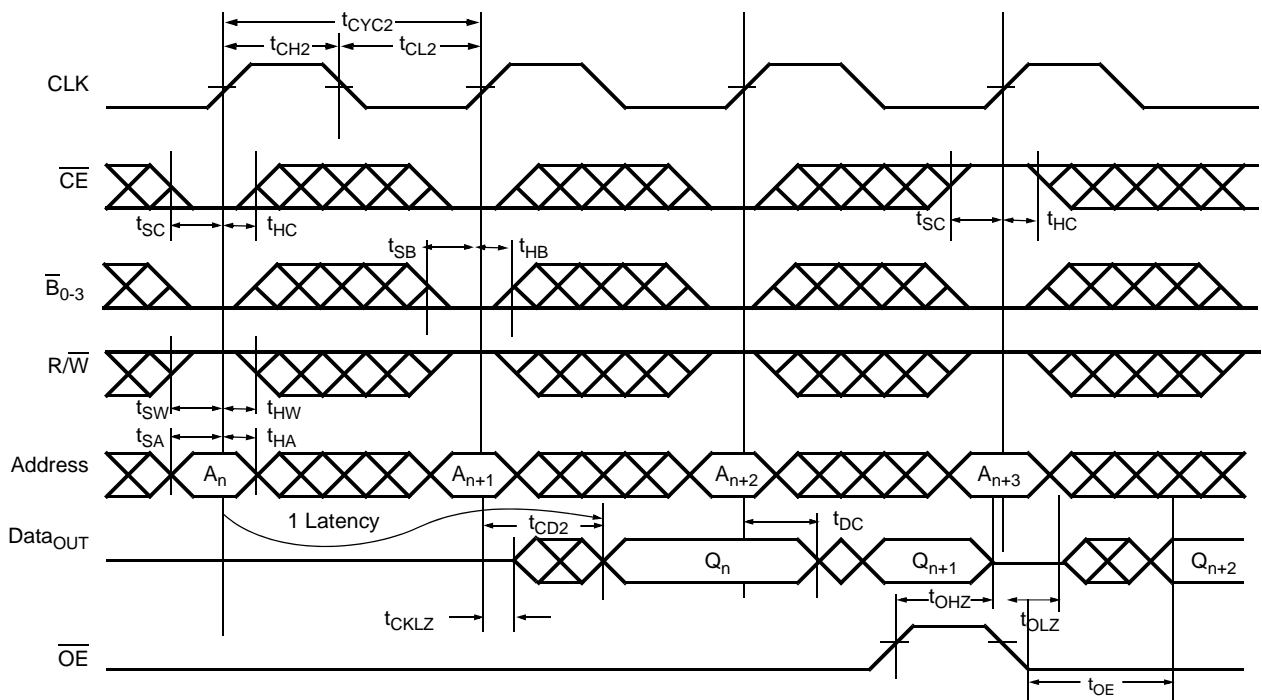 tCYC2
tCH2 tCL2
CLK
CE
tSC tHC tSC tHC
tSB tHB
B0-3
R/W
tSW tHW
tSA tHA
Address An An+1 An+2 An+3
1 Latency tCD2 tDC
DataOUT Qn Qn+1 Qn+2
tOHZ
tCKLZ tOLZ
OE
tOE